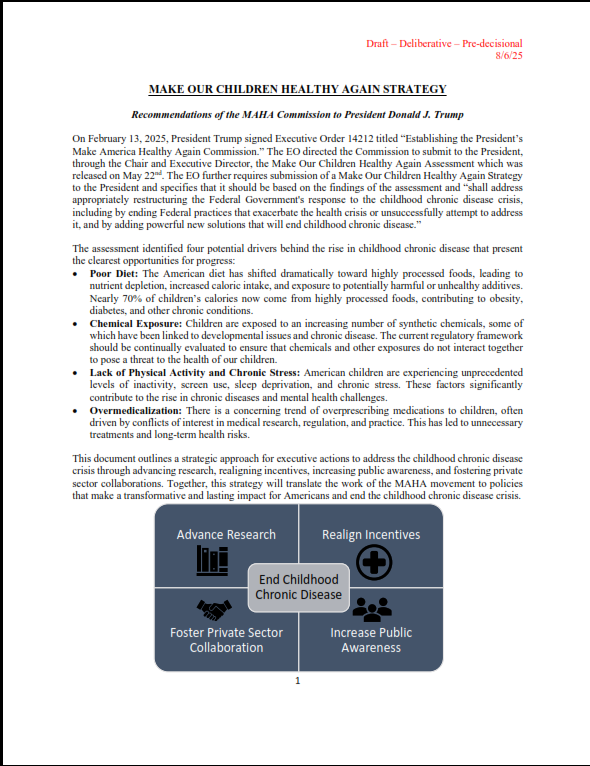 Draft – Deliberative – Pre-decisional
8/6/25
MAKE OUR CHILDREN HEALTHY AGAIN STRATEGY
Recommendations of the MAHA Commission to President Donald J. Trump
On February 13, 2025, President Trump signed Executive Order 14212 titled “Establishing the President’s
Make America Healthy Again Commission.” The EO directed the Commission to submit to the President,
through the Chair and Executive Director, the Make Our Children Healthy Again Assessment which was
released on May 22nd. The EO further requires submission of a Make Our Children Healthy Again Strategy
to the President and specifies that it should be based on the findings of the assessment and “shall address
appropriately restructuring the Federal Government's response to the childhood chronic disease crisis,
including by ending Federal practices that exacerbate the health crisis or unsuccessfully attempt to address
it, and by adding powerful new solutions that will end childhood chronic disease.”
The assessment identified four potential drivers behind the rise in childhood chronic disease that present
the clearest opportunities for progress:
• Poor Diet: The American diet has shifted dramatically toward highly processed foods, leading to
nutrient depletion, increased caloric intake, and exposure to potentially harmful or unhealthy additives.
Nearly 70% of children’s calories now come from highly processed foods, contributing to obesity,
diabetes, and other chronic conditions.
• Chemical Exposure: Children are exposed to an increasing number of synthetic chemicals, some of
which have been linked to developmental issues and chronic disease. The current regulatory framework
should be continually evaluated to ensure that chemicals and other exposures do not interact together
to pose a threat to the health of our children.
• Lack of Physical Activity and Chronic Stress: American children are experiencing unprecedented
levels of inactivity, screen use, sleep deprivation, and chronic stress. These factors significantly
contribute to the rise in chronic diseases and mental health challenges.
• Overmedicalization: There is a concerning trend of overprescribing medications to children, often
driven by conflicts of interest in medical research, regulation, and practice. This has led to unnecessary
treatments and long-term health risks.
This document outlines a strategic approach for executive actions to address the childhood chronic disease
crisis through advancing research, realigning incentives, increasing public awareness, and fostering private
sector collaborations. Together, this strategy will translate the work of the MAHA movement to policies
that make a transformative and lasting impact for Americans and end the childhood chronic disease crisis.
Advance Research
Realign Incentives
End Childhood
Chronic Disease
Foster Private Sector
Collaboration
Increase Public
Awareness
1